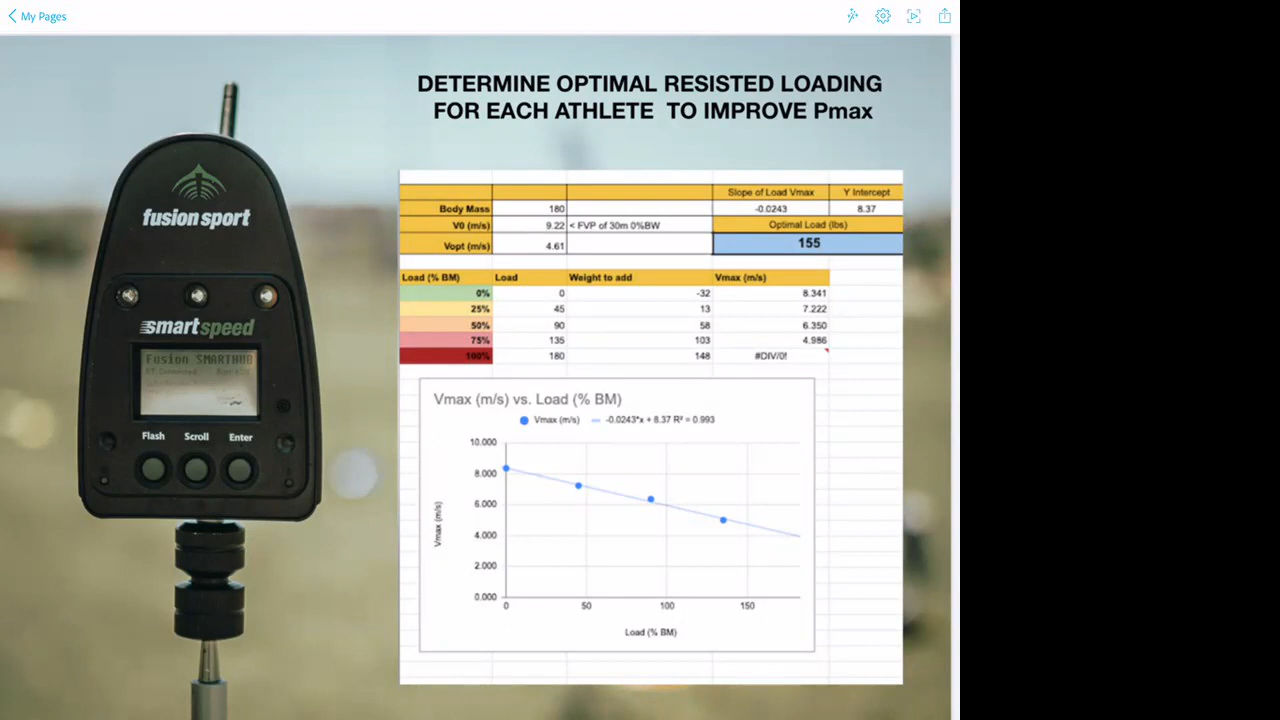 My Pages
DETERMINE OPTIMAL RESISTED LOADING
FOR EACH ATHLETE TO IMPROVE Pmax
fusion sport
smartspeed
Fusion SMARTHUB
Flash Scroll Enter
Slope of Load Vmax Y Intercept
Body Mass 180 -0.0243 8.37
V0 (m/s) 9.22 < FVP of 30m 0%BW Optimal Load (lbs)
Vopt (m/s) 4.61 155
Load (% BM) Load Weight to add Vmax (m/s)
0% 0 -32 8.341
25% 45 13 7.222
50% 90 58 6.350
75% 135 103 4.986
100% 180 148 #DIV/0!
Vmax (m/s) vs. Load (% BM)
Vmax (m/s) -0.0243*x + 8.37 R² = 0.993
10.000
8.000
6.000
4.000
2.000
0.000
Vmax (m/s)
0 50 100 150
Load (% BM)